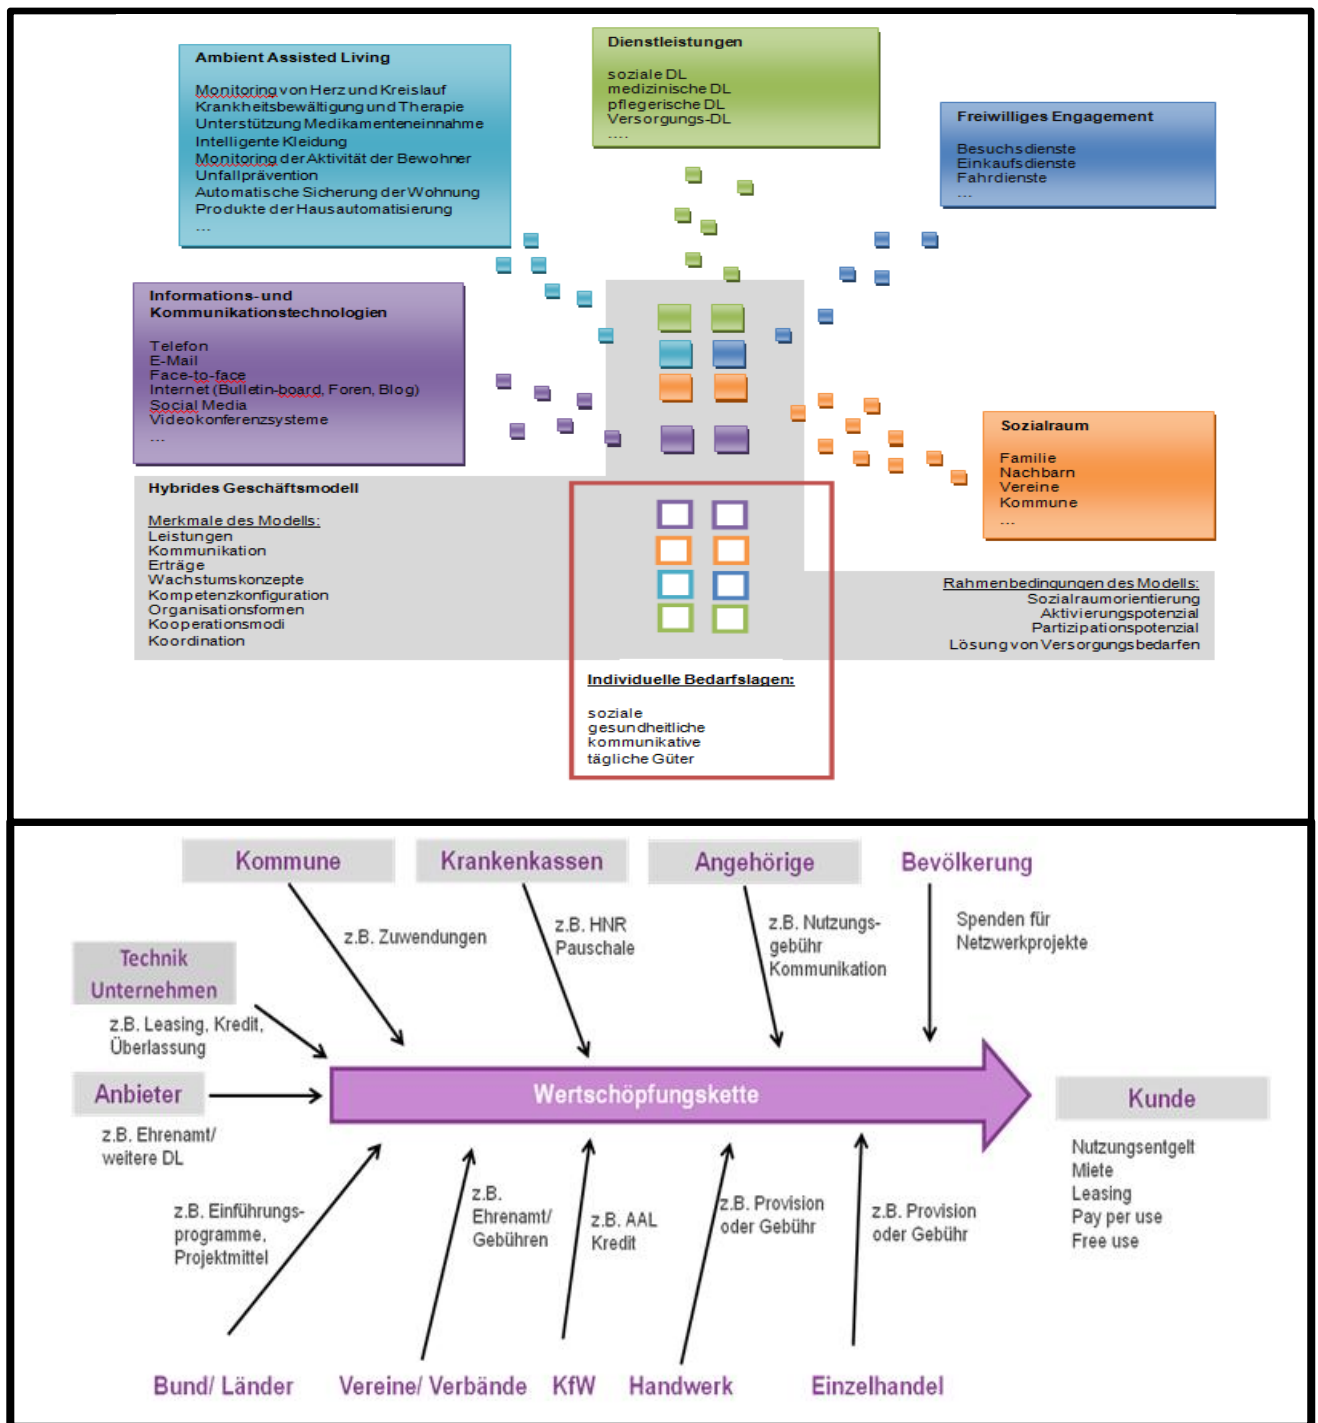 Ambient Assisted Living
Monitoring von Herz und Kreislauf
Krankheitsbewältigung und Therapie
Unterstützung Medikamenteneinnahme
Intelligente Kleidung
Monitoring der Aktivität der Bewohner
Unfallprävention
Automatische Sicherung der Wohnung
Produkte der Hausautomatisierung
...
Dienstleistungen
soziale DL
medizinische DL
pflegerische DL
Versorgungs-DL
....
Freiwilliges Engagement
Besuchsdienste
Einkaufsdienste
Fahrdienste
...
Informations- und
Kommunikationstechnologien
Telefon
E-Mail
Face-to-face
Internet (Bulletin-board, Foren, Blog)
Social Media
Videokonferenzsysteme
...
Sozialraum
Familie
Nachbarn
Vereine
Kommune
...
Hybrides Geschäftsmodell
Merkmale des Modells:
Leistungen
Kommunikation
Erträge
Wachstumskonzepte
Kompetenzkonfiguration
Organisationsformen
Kooperationsmodi
Koordination
Rahmenbedingungen des Modells:
Sozialraumorientierung
Aktivierungspotenzial
Partizipationspotenzial
Lösung von Versorgungsbedarfen
Individuelle Bedarfslagen:
soziale
gesundheitliche
kommunikative
tägliche Güter
Kommune
Krankenkassen
Angehörige
Bevölkerung
z.B. Zuwendungen
z.B. HNR
Pauschale
z.B. Nutzungs-
gebühr
Kommunikation
Spenden für
Netzwerkprojekte
Technik
Unternehmen
z.B. Leasing, Kredit,
Überlassung
Anbieter
z.B. Ehrenamt/
weitere DL
Wertschöpfungskette
Kunde
Nutzungsentgelt
Miete
Leasing
Pay per use
Free use
z.B. Einführungs-
programme,
Projektmittel
z.B.
Ehrenamt/
Gebühren
z.B. AAL
Kredit
z.B. Provision
oder Gebühr
z.B. Provision
oder Gebühr
Bund/ Länder
Vereine/ Verbände
KfW
Handwerk
Einzelhandel